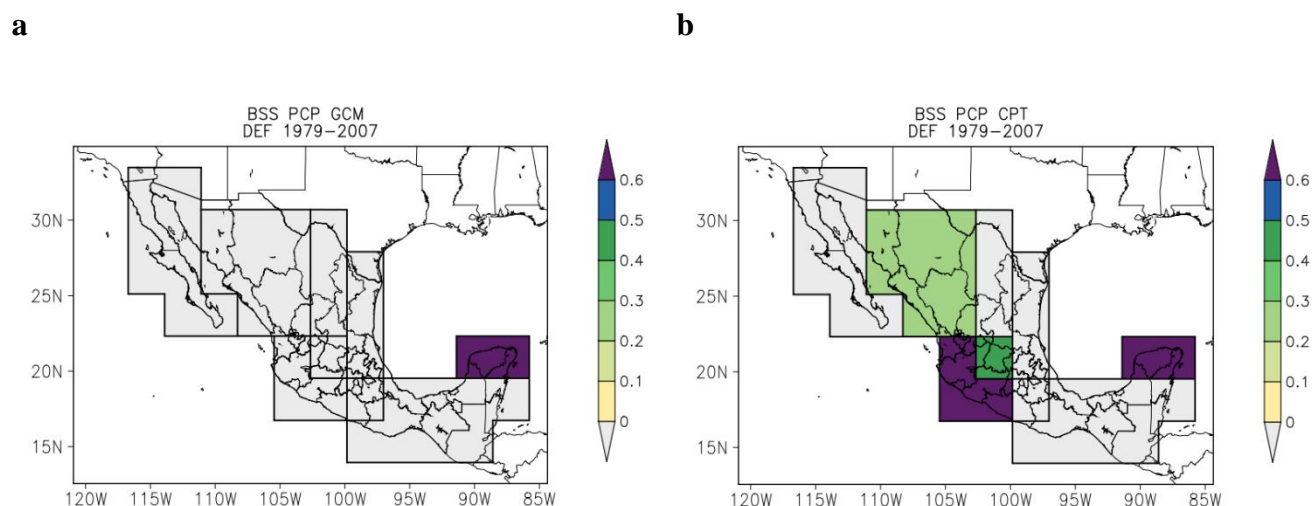 a
b
BSS PCP GCM
DEF 1979-2007
BSS PCP CPT
DEF 1979-2007
30N
25N
20N
15N
120W 115W 110W 105W 100W 95W 90W 85W
0.6
0.5
0.4
0.3
0.2
0.1
0
30N
25N
20N
15N
120W 115W 110W 105W 100W 95W 90W 85W
0.6
0.5
0.4
0.3
0.2
0.1
0